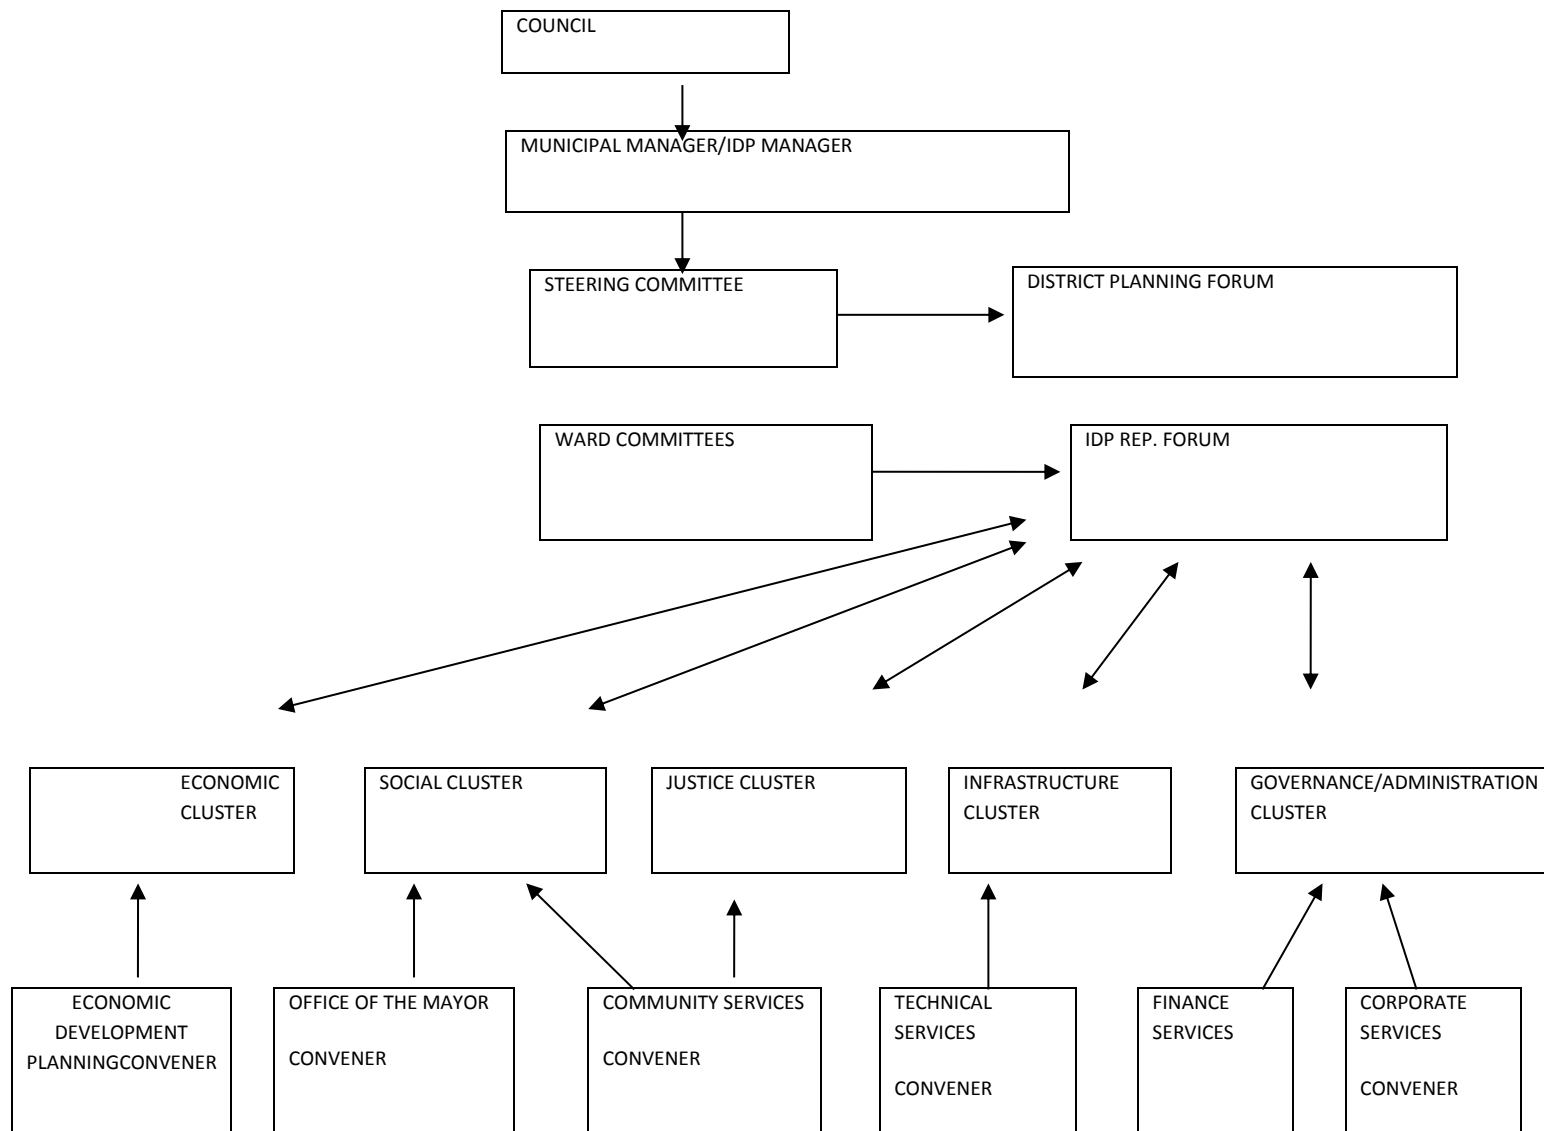 COUNCIL
MUNICIPAL MANAGER/IDP MANAGER
STEERING COMMITTEE
DISTRICT PLANNING FORUM
WARD COMMITTEES
IDP REP. FORUM
ECONOMIC
CLUSTER
SOCIAL CLUSTER
JUSTICE CLUSTER
INFRASTRUCTURE
CLUSTER
GOVERNANCE/ADMINISTRATION
CLUSTER
ECONOMIC
DEVELOPMENT
PLANNINGCONVENER
OFFICE OF THE MAYOR
CONVENER
COMMUNITY SERVICES
CONVENER
TECHNICAL
SERVICES
CONVENER
FINANCE
SERVICES
CORPORATE
SERVICES
CONVENER